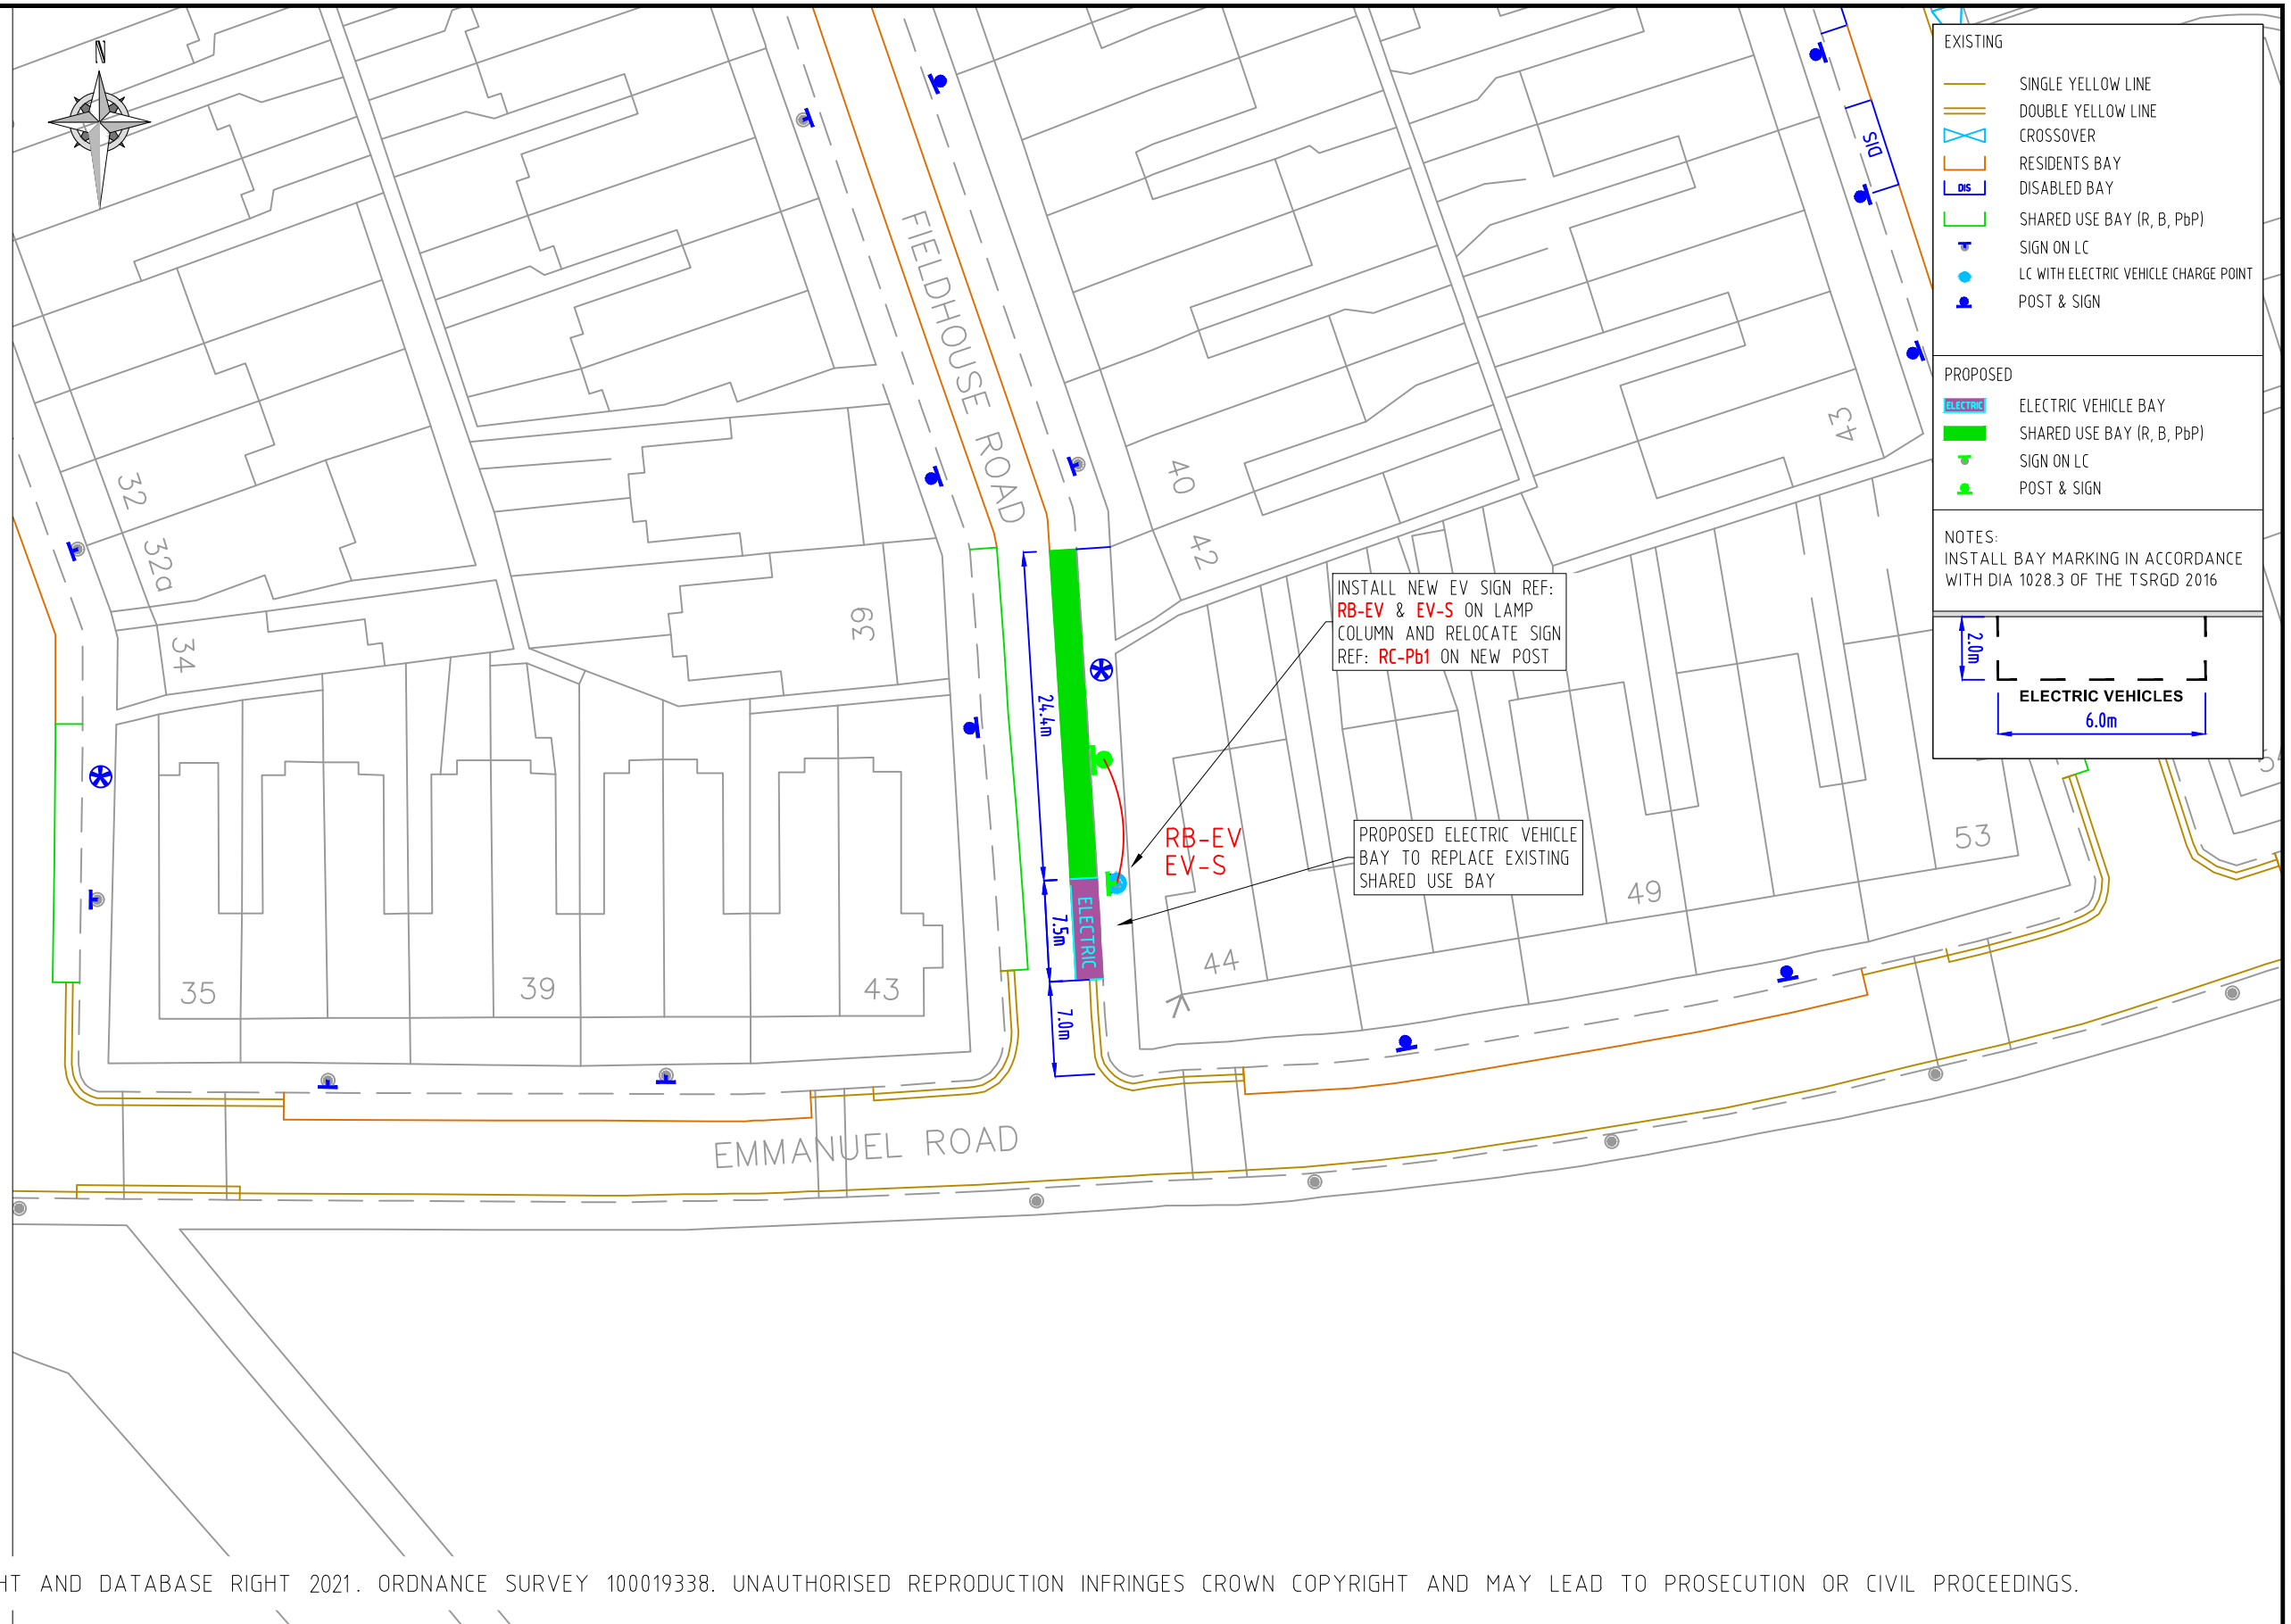 N
EXISTING
SINGLE YELLOW LINE
DOUBLE YELLOW LINE
CROSSOVER
RESIDENTS BAY
DIS DISABLED BAY
SHARED USE BAY (R, B, PbP)
SIGN ON LC
LC WITH ELECTRIC VEHICLE CHARGE POINT
POST & SIGN
PROPOSED
ELECTRIC ELECTRIC VEHICLE BAY
SHARED USE BAY (R, B, PbP)
SIGN ON LC
POST & SIGN
NOTES:
INSTALL BAY MARKING IN ACCORDANCE
WITH DIA 1028.3 OF THE TSRGD 2016
2.0m
ELECTRIC VEHICLES
6.0m
DIS
FIELDHOUSE ROAD
43
40
42
32
32a
34
63
INSTALL NEW EV SIGN REF:
RB-EV & EV-S ON LAMP
COLUMN AND RELOCATE SIGN
REF: RC-Pb1 ON NEW POST
24.4m
RB-EV
EV-S
PROPOSED ELECTRIC VEHICLE
BAY TO REPLACE EXISTING
SHARED USE BAY
ELECTRIC
7.5m
7.0m
53
49
44
35
39
43
EMMANUEL ROAD
AND DATABASE RIGHT 2021. ORDNANCE SURVEY 100019338. UNAUTHORISED REPRODUCTION INFRINGES CROWN COPYRIGHT AND MAY LEAD TO PROSECUTION OR CIVIL PROCEEDINGS.